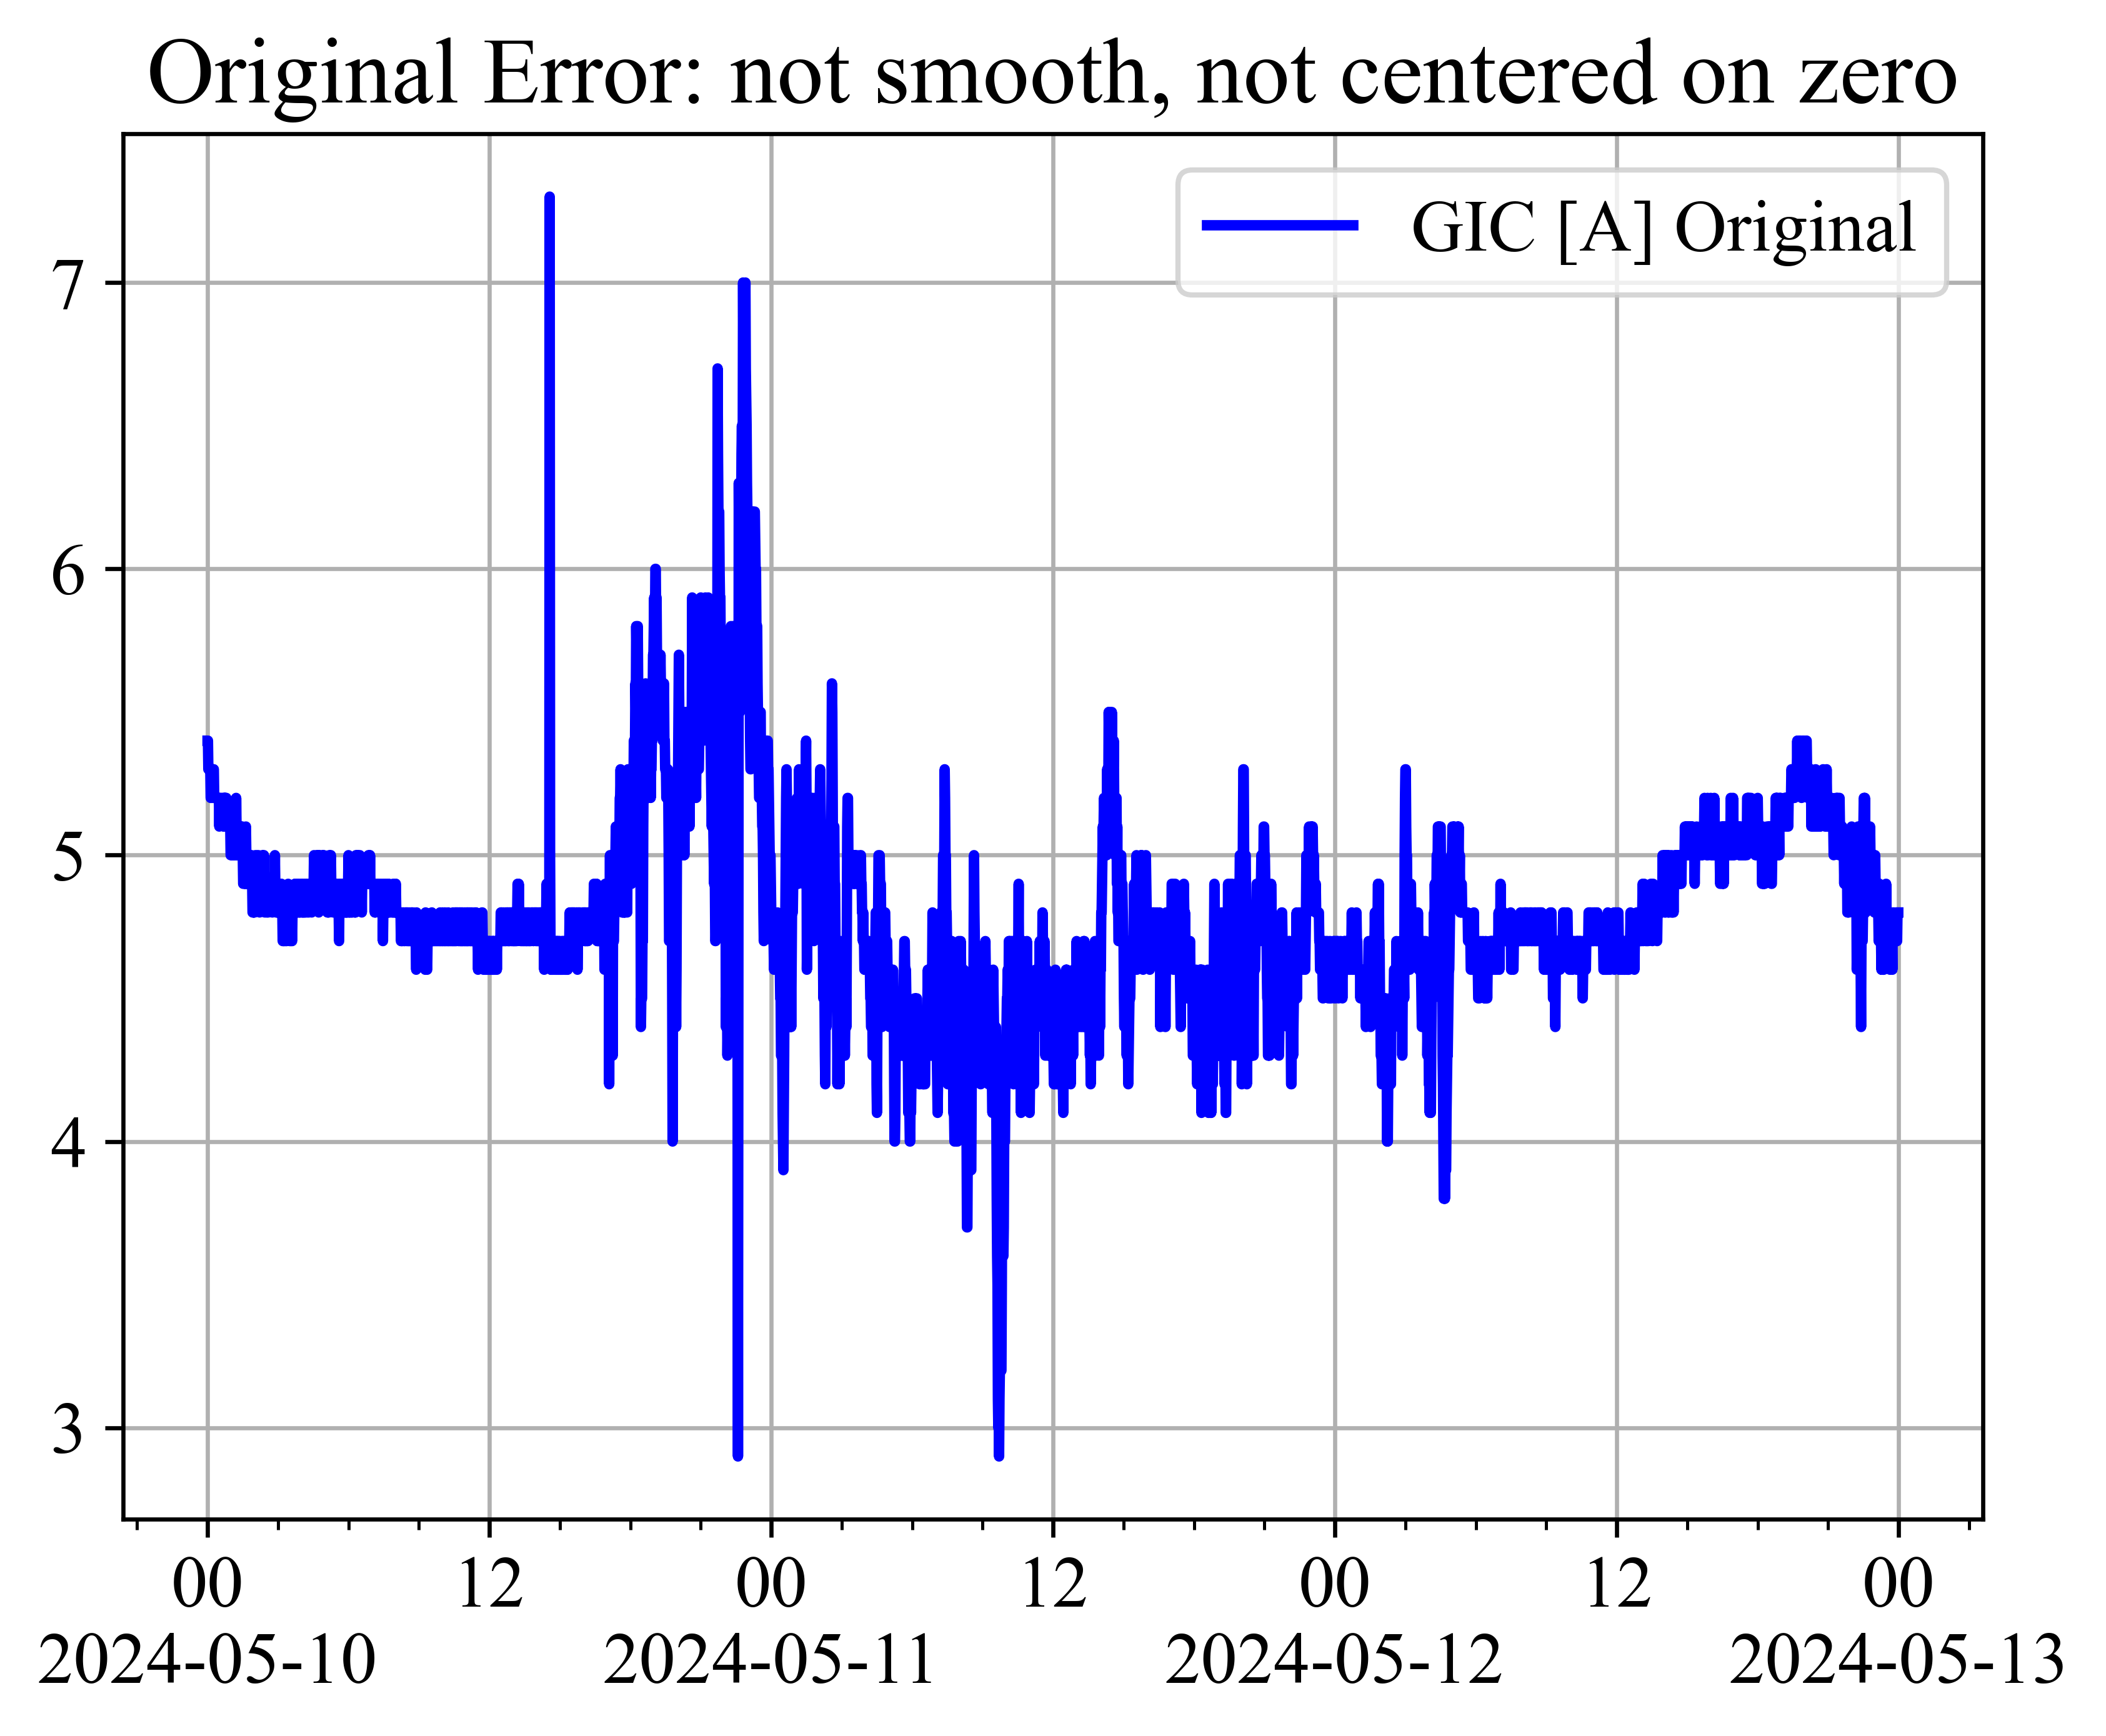 Original Error: not smooth, not centered on zero
GIC [A] Original
7
6
5
4
3
00 12 00 12 00 12 00
2024-05-10 2024-05-11 2024-05-12 2024-05-13